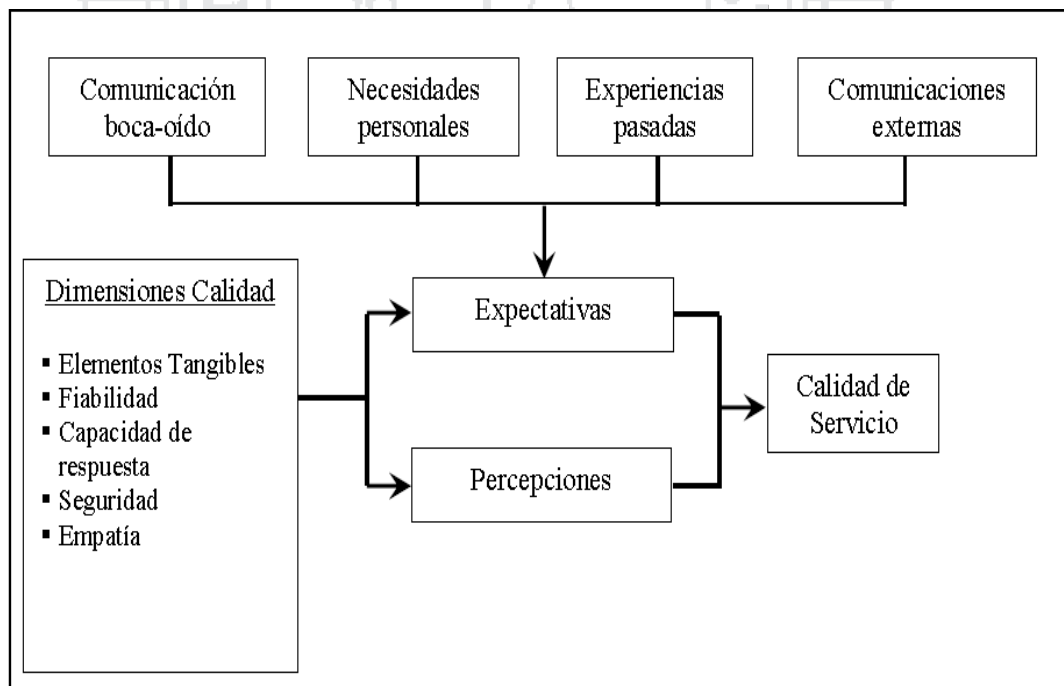 Comunicación
boca-oído
Necesidades
personales
Experiencias
pasadas
Comunicaciones
externas
Dimensiones Calidad
▪ Elementos Tangibles
▪ Fiabilidad
▪ Capacidad de
respuesta
▪ Seguridad
▪ Empatía
Expectativas
Percepciones
Calidad de
Servicio